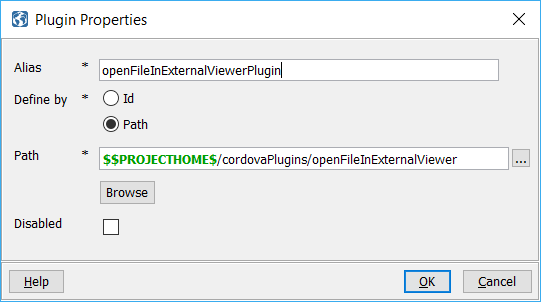 Plugin Properties
Alias * openFileInExternalViewerPlugin
Define by * Id
Path
Path * $$PROJECTHOME$/cordovaPlugins/openFileInExternalViewer ...
Browse
Disabled
Help OK Cancel